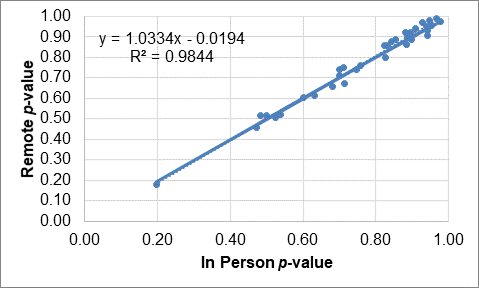 y = 1.0334x - 0.0194
R² = 0.9844
Remote p-value
1.00
0.90
0.80
0.70
0.60
0.50
0.40
0.30
0.20
0.10
0.00
0.00 0.20 0.40 0.60 0.80 1.00
In Person p-value